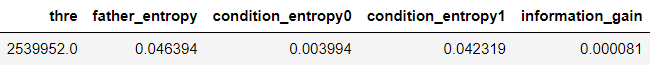 thre father_entropy condition_entropy0 condition_entropy1 information_gain
2539952.0 0.046394 0.003994 0.042319 0.000081